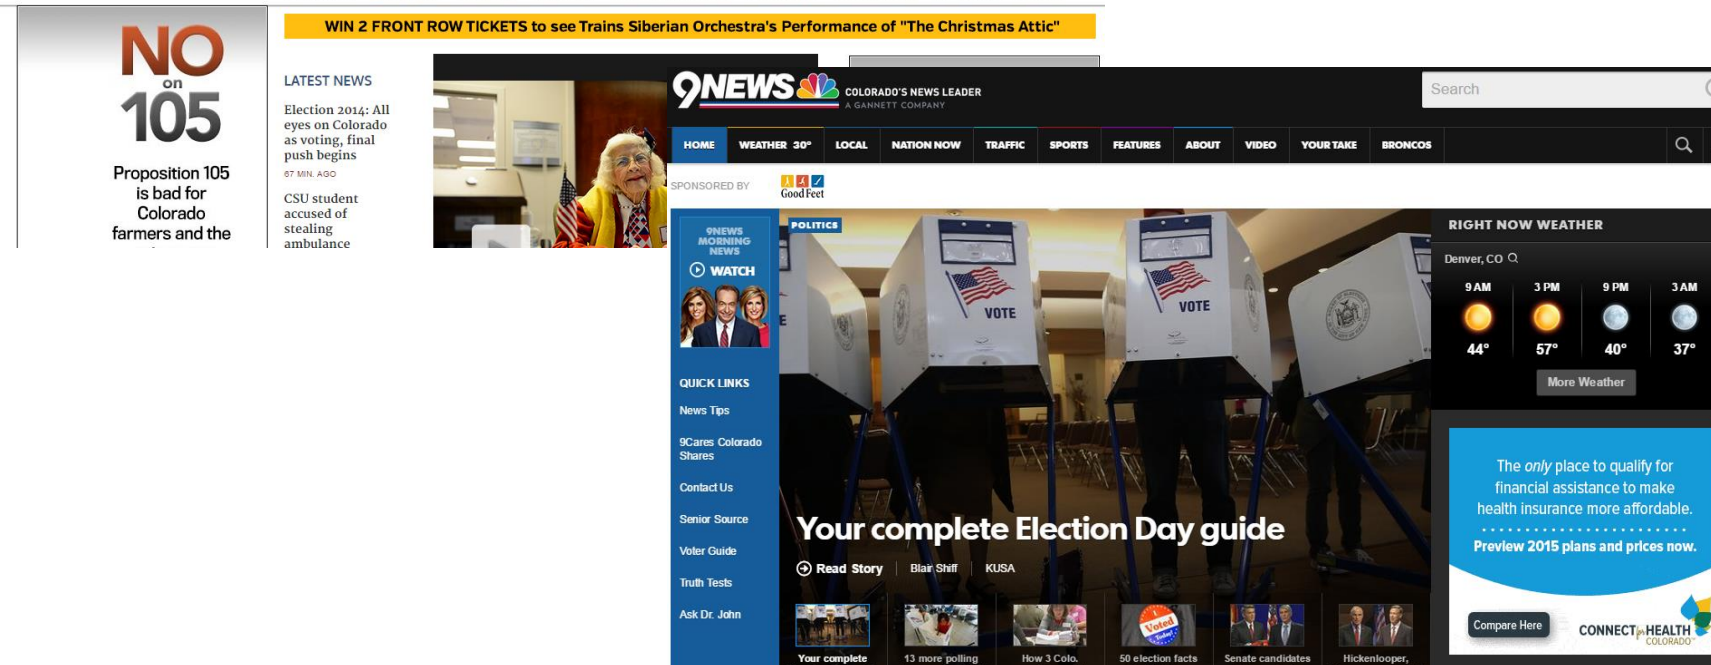 NO
on
105
Proposition 105
is bad for
Colorado
farmers and the
WIN 2 FRONT ROW TICKETS to see Trains Siberian Orchestra's Performance of "The Christmas Attic"
LATEST NEWS
Election 2014: All
eyes on Colorado
as voting, final
push begins
67 MIN. AGO
CSU student
accused of
stealing
ambulance
9NEWS
COLORADO'S NEWS LEADER
A GANNETT COMPANY
Search
HOME WEATHER 30° LOCAL NATION NOW TRAFFIC SPORTS FEATURES ABOUT VIDEO YOUR TAKE BRONCOS
SPONSORED BY
Good Feet
9NEWS
MORNING
NEWS
WATCH
QUICK LINKS
News Tips
9Cares Colorado
Shares
Contact Us
Senior Source
Voter Guide
Truth Tests
Ask Dr. John
POLITICS
VOTE
VOTE
Your complete Election Day guide
Read Story Blair Shiff KUSA
I Voted
Today!
Your complete 13 more polling How 3 Colo. 50 election facts Senate candidates Hickenlooper,
RIGHT NOW WEATHER
Denver, CO
9 AM 3 PM 9 PM 3 AM
44° 57° 40° 37°
More Weather
The only place to qualify for
financial assistance to make
health insurance more affordable.
Preview 2015 plans and prices now.
Compare Here
CONNECT for HEALTH
COLORADO